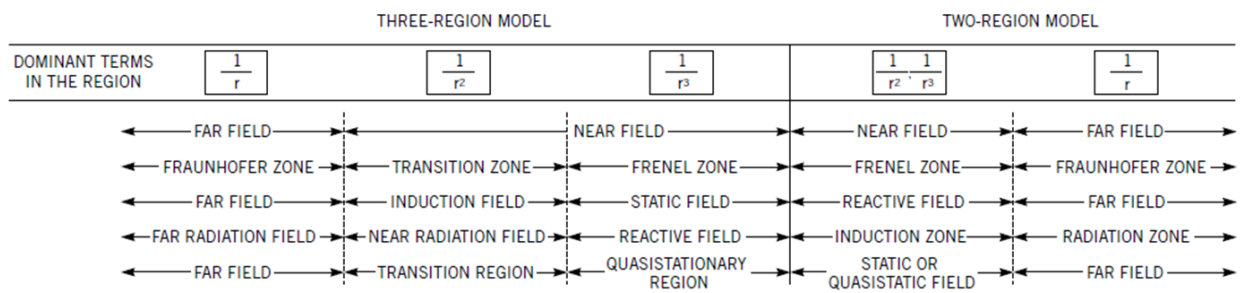 THREE-REGION MODEL TWO-REGION MODEL
DOMINANT TERMS
IN THE REGION
1/r 1/r² 1/r³ 1/r², 1/r³ 1/r
FAR FIELD NEAR FIELD NEAR FIELD FAR FIELD
FRAUNHOFER ZONE TRANSITION ZONE FRENEL ZONE FRENEL ZONE FRAUNHOFER ZONE
FAR FIELD INDUCTION FIELD STATIC FIELD REACTIVE FIELD FAR FIELD
FAR RADIATION FIELD NEAR RADIATION FIELD REACTIVE FIELD INDUCTION ZONE RADIATION ZONE
FAR FIELD TRANSITION REGION QUASISTATIONARY
REGION STATIC OR
QUASISTATIC FIELD FAR FIELD